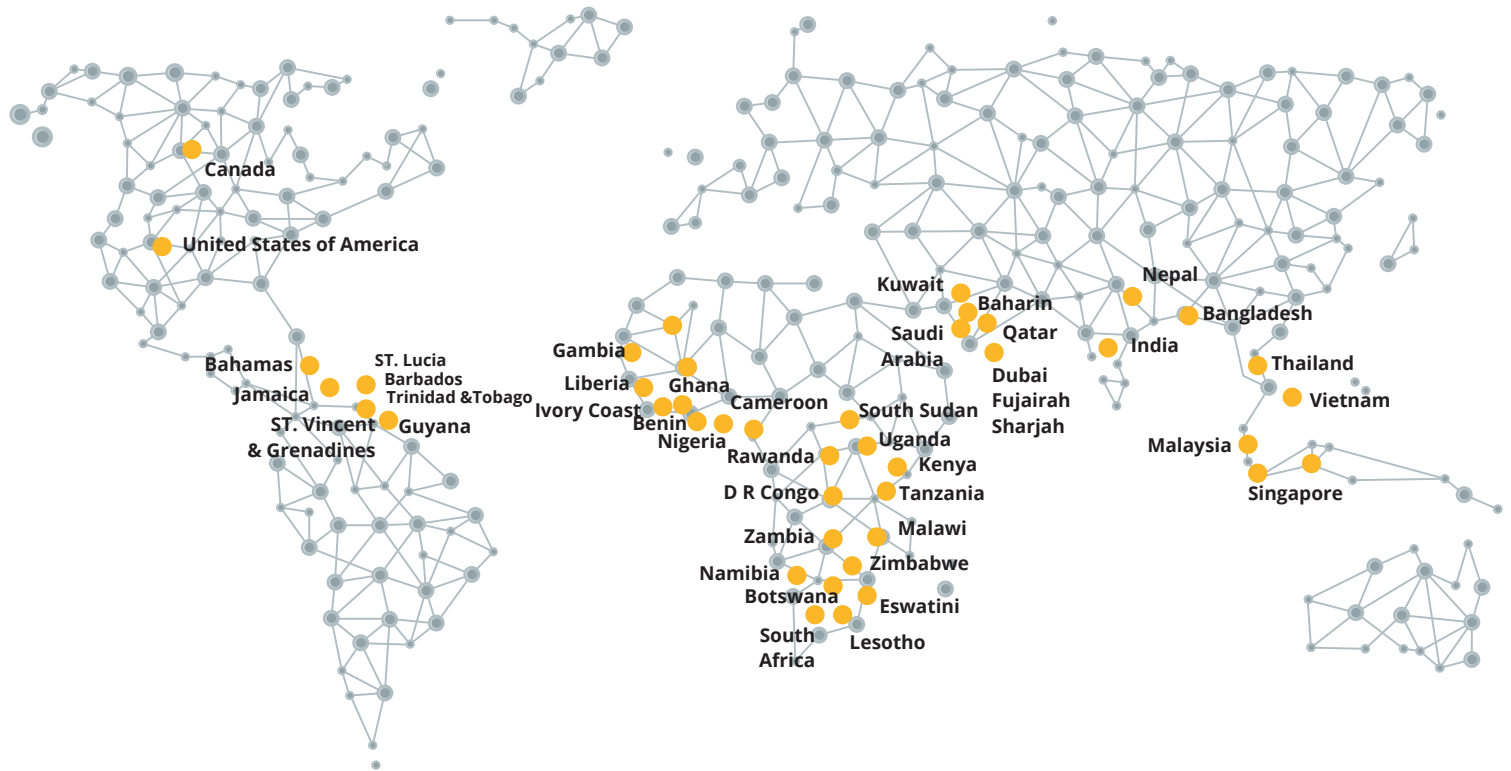 Canada
United States of America
Bahamas
Jamaica
ST. Lucia
Barbados
Trinidad &Tobago
ST. Vincent
& Grenadines
Guyana
Gambia
Liberia
Ivory Coast
Ghana
Benin
Nigeria
Cameroon
South Sudan
Uganda
Rawanda
Kenya
D R Congo
Tanzania
Zambia
Malawi
Namibia
Zimbabwe
Botswana
Eswatini
South
Africa
Lesotho
Kuwait
Baharin
Saudi
Arabia
Qatar
Dubai
Fujairah
Sharjah
Nepal
Bangladesh
India
Thailand
Vietnam
Malaysia
Singapore